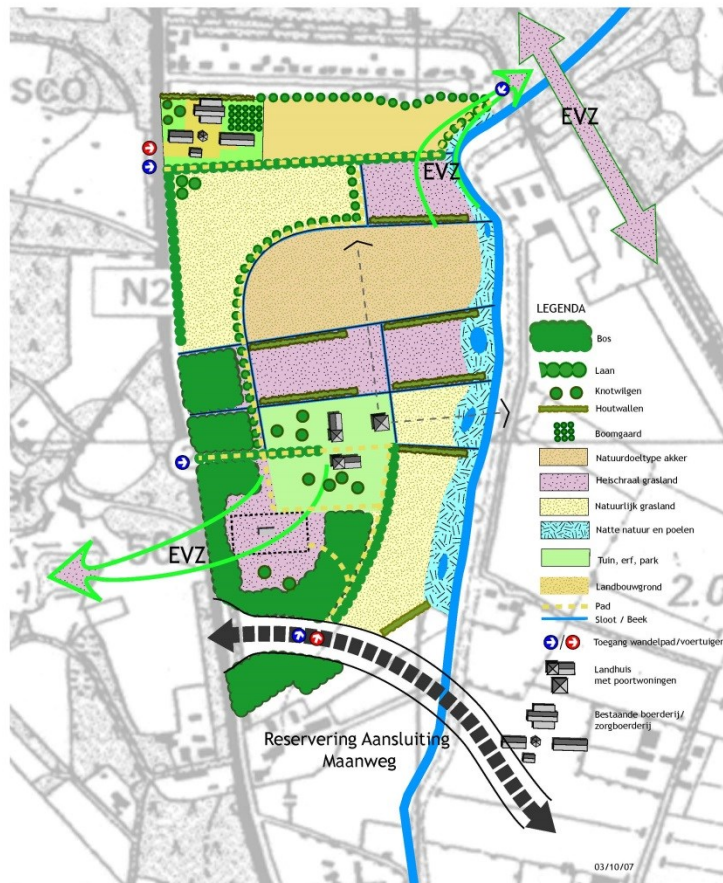 EVZ
EVZ
N2
EVZ
2.0
Reservering Aansluiting
Maanweg
LEGENDA
Bos
Laan
Knotwilgen
Houtwallen
Boomgaard
Natuurdoeltype akker
Heischraal grasland
Natuurlijk grasland
Natte natuur en poelen
Tuin, erf, park
Landbouwgrond
Pad
Sloot / Beek
/ Toegang wandelpad/voertuigen
Landhuis
met poortwoningen
Bestaande boerderij/
zorgboerderij
03/10/07